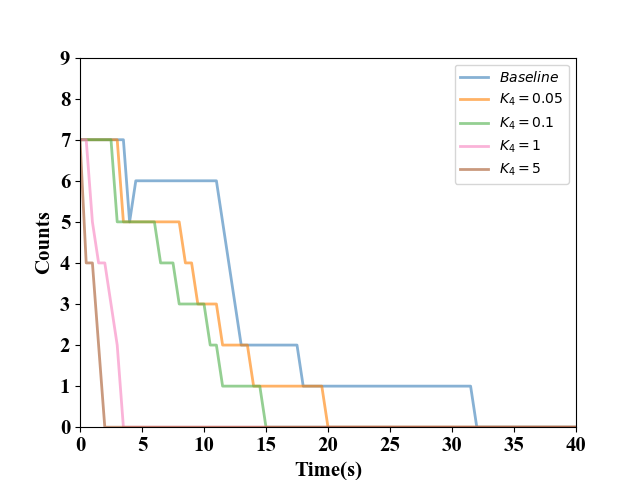 9
8
7
6
5
4
3
2
1
0
Counts
0 5 10 15 20 25 30 35 40
Time(s)
Baseline
K₄ = 0.05
K₄ = 0.1
K₄ = 1
K₄ = 5